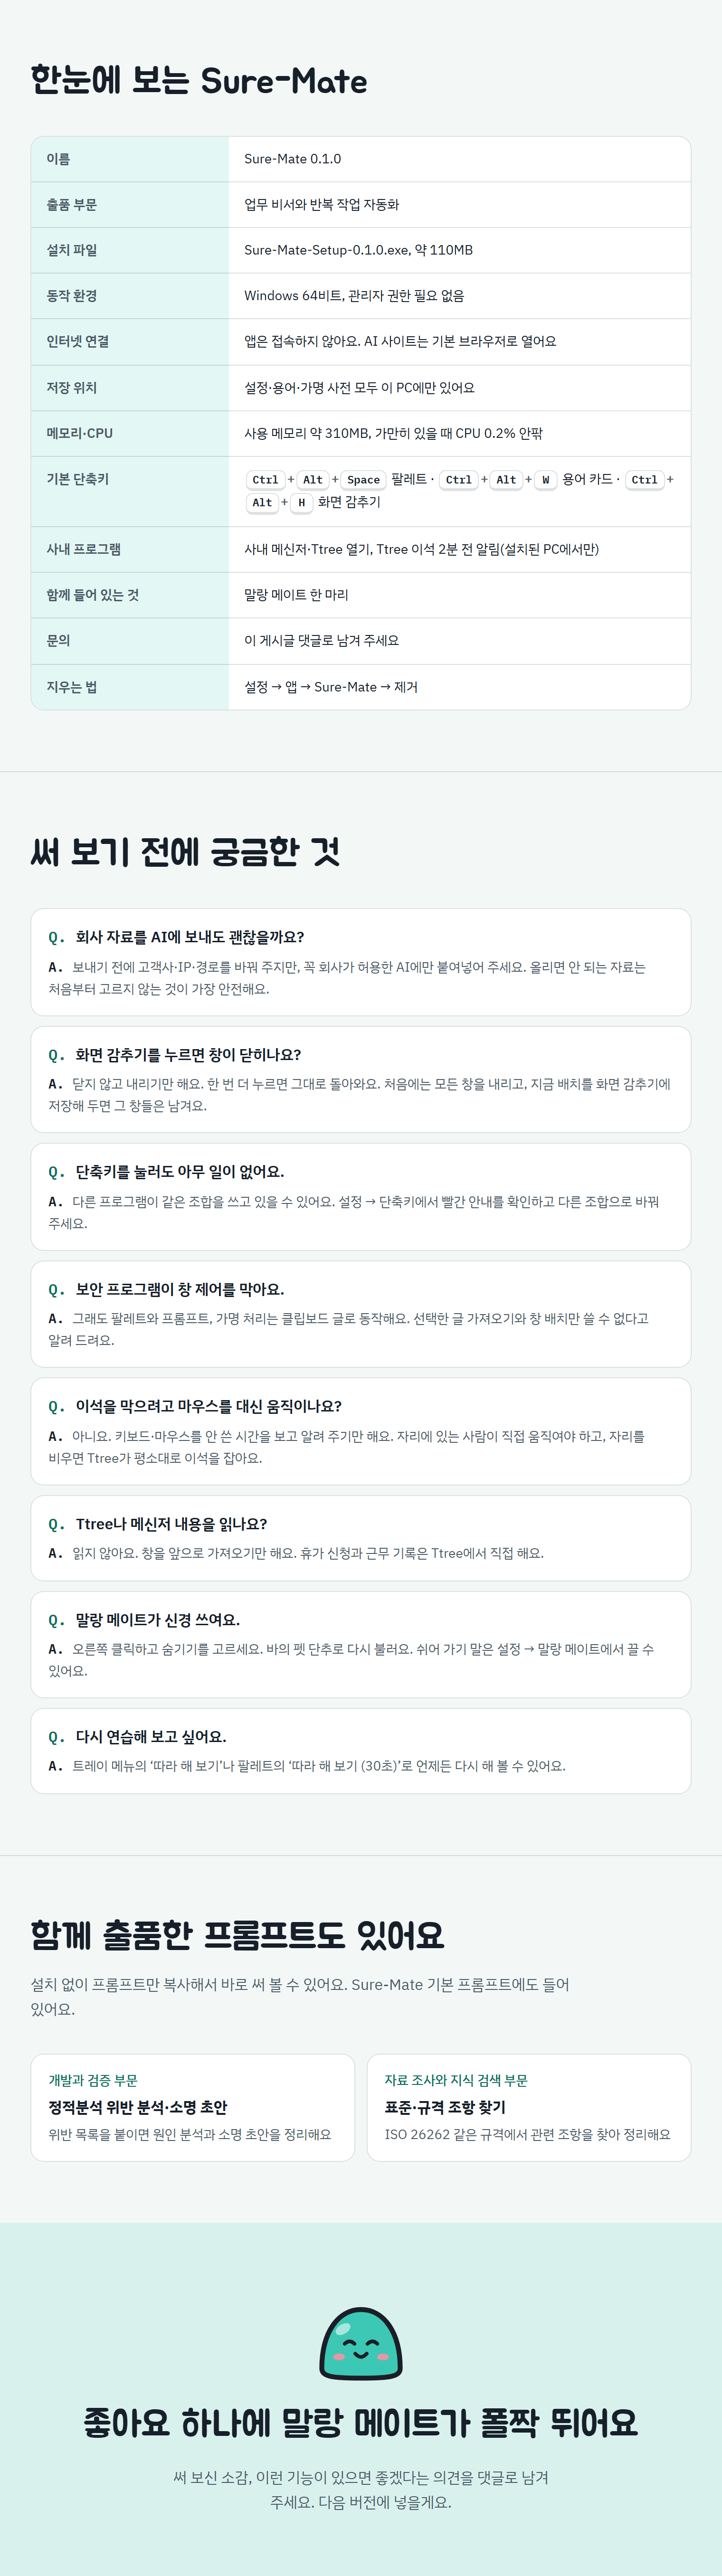 한눈에 보는 Sure-Mate
이름
Sure-Mate 0.1.0
출품 부문
업무 비서와 반복 작업 자동화
설치 파일
Sure-Mate-Setup-0.1.0.exe, 약 110MB
동작 환경
Windows 64비트, 관리자 권한 필요 없음
인터넷 연결
앱은 접속하지 않아요. AI 사이트는 기본 브라우저로 열어요
저장 위치
설정·용어·가명 사전 모두 이 PC에만 있어요
메모리·CPU
사용 메모리 약 310MB, 가만히 있을 때 CPU 0.2% 안팎
기본 단축키
Ctrl + Alt + Space 팔레트 · Ctrl + Alt + W 용어 카드 · Ctrl +
Alt + H 화면 감추기
사내 프로그램
사내 메신저·Ttree 열기, Ttree 이석 2분 전 알림(설치된 PC에서만)
함께 들어 있는 것
말랑 메이트 한 마리
문의
이 게시글 댓글로 남겨 주세요
지우는 법
설정 → 앱 → Sure-Mate → 제거
써 보기 전에 궁금한 것
Q. 회사 자료를 AI에 보내도 괜찮을까요?
A. 보내기 전에 고객사·IP·경로를 바꿔 주지만, 꼭 회사가 허용한 AI에만 붙여넣어 주세요. 올리면 안 되는 자료는
처음부터 고르지 않는 것이 가장 안전해요.
Q. 화면 감추기를 누르면 창이 닫히나요?
A. 닫지 않고 내리기만 해요. 한 번 더 누르면 그대로 돌아와요. 처음에는 모든 창을 내리고, 지금 배치를 화면 감추기에
저장해 두면 그 창들은 남겨요.
Q. 단축키를 눌러도 아무 일이 없어요.
A. 다른 프로그램이 같은 조합을 쓰고 있을 수 있어요. 설정 → 단축키에서 빨간 안내를 확인하고 다른 조합으로 바꿔
주세요.
Q. 보안 프로그램이 창 제어를 막아요.
A. 그래도 팔레트와 프롬프트, 가명 처리는 클립보드 글로 동작해요. 선택한 글 가져오기와 창 배치만 쓸 수 없다고
알려 드려요.
Q. 이석을 막으려고 마우스를 대신 움직이나요?
A. 아니요. 키보드·마우스를 안 쓴 시간을 보고 알려 주기만 해요. 자리에 있는 사람이 직접 움직여야 하고, 자리를
비우면 Ttree가 평소대로 이석을 잡아요.
Q. Ttree나 메신저 내용을 읽나요?
A. 읽지 않아요. 창을 앞으로 가져오기만 해요. 휴가 신청과 근무 기록은 Ttree에서 직접 해요.
Q. 말랑 메이트가 신경 쓰여요.
A. 오른쪽 클릭하고 숨기기를 고르세요. 바의 펫 단추로 다시 불러요. 쉬어 가기 말은 설정 → 말랑 메이트에서 끌 수
있어요.
Q. 다시 연습해 보고 싶어요.
A. 트레이 메뉴의 ‘따라 해 보기’나 팔레트의 ‘따라 해 보기 (30초)’로 언제든 다시 해 볼 수 있어요.
함께 출품한 프롬프트도 있어요
설치 없이 프롬프트만 복사해서 바로 써 볼 수 있어요. Sure-Mate 기본 프롬프트에도 들어
있어요.
개발과 검증 부문
정적분석 위반 분석·소명 초안
위반 목록을 붙이면 원인 분석과 소명 초안을 정리해요
자료 조사와 지식 검색 부문
표준·규격 조항 찾기
ISO 26262 같은 규격에서 관련 조항을 찾아 정리해요
좋아요 하나에 말랑 메이트가 폴짝 뛰어요
써 보신 소감, 이런 기능이 있으면 좋겠다는 의견을 댓글로 남겨
주세요. 다음 버전에 넣을게요.